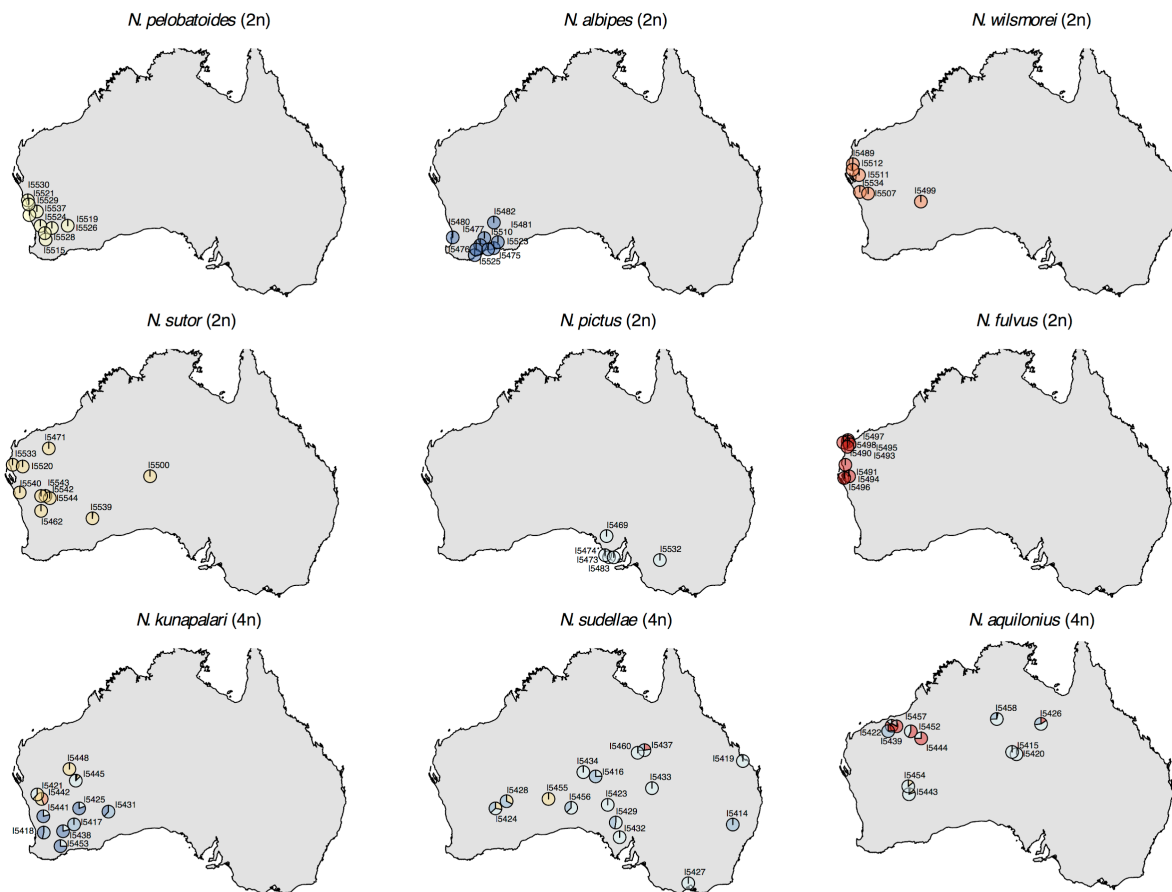 N. pelobatoides (2n)
N. albipes (2n)
N. wilsmorei (2n)
I5530
I5521
I5529
I5537
I5524
I5519
I5526
I5528
I5515
I5482
I5480
I5477
I5481
I5510
I5523
I5476
I5475
I5525
I5489
I5512
I5511
I5534
I5507
I5499
N. sutor (2n)
N. pictus (2n)
N. fulvus (2n)
I5471
I5533
I5520
I5500
I5540
I5543
I5542
I5544
I5462
I5539
I5469
I5474
I5473
I5483
I5532
I5497
I5498
I5495
I5490
I5493
I5491
I5494
I5496
N. kunapalari (4n)
N. sudellae (4n)
N. aquilonius (4n)
I5448
I5445
I5421
I5442
I5441
I5425
I5431
I5418
I5417
I5438
I5453
I5460
I5437
I5419
I5434
I5416
I5433
I5428
I5455
I5456
I5423
I5424
I5429
I5432
I5414
I5427
I5458
I5426
I5457
I5422
I5452
I5439
I5444
I5415
I5420
I5454
I5443